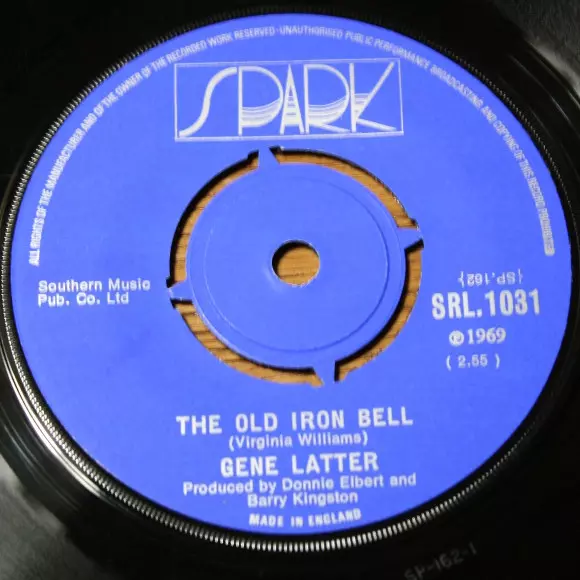 ALL RIGHTS OF THE MANUFACTURER AND OF THE OWNER OF THE RECORDED WORK RESERVED-UNAUTHORISED PUBLIC PERFORMANCE, BROADCASTING AND COPYING OF THIS RECORD PROHIBITED
SPARK
Southern Music
Pub. Co. Ltd
{SP.162}
SRL.1031
℗ 1969
( 2.55 )
THE OLD IRON BELL
(Virginia Williams)
GENE LATTER
Produced by Donnie Elbert and
Barry Kingston
MADE IN ENGLAND
SP-162-1